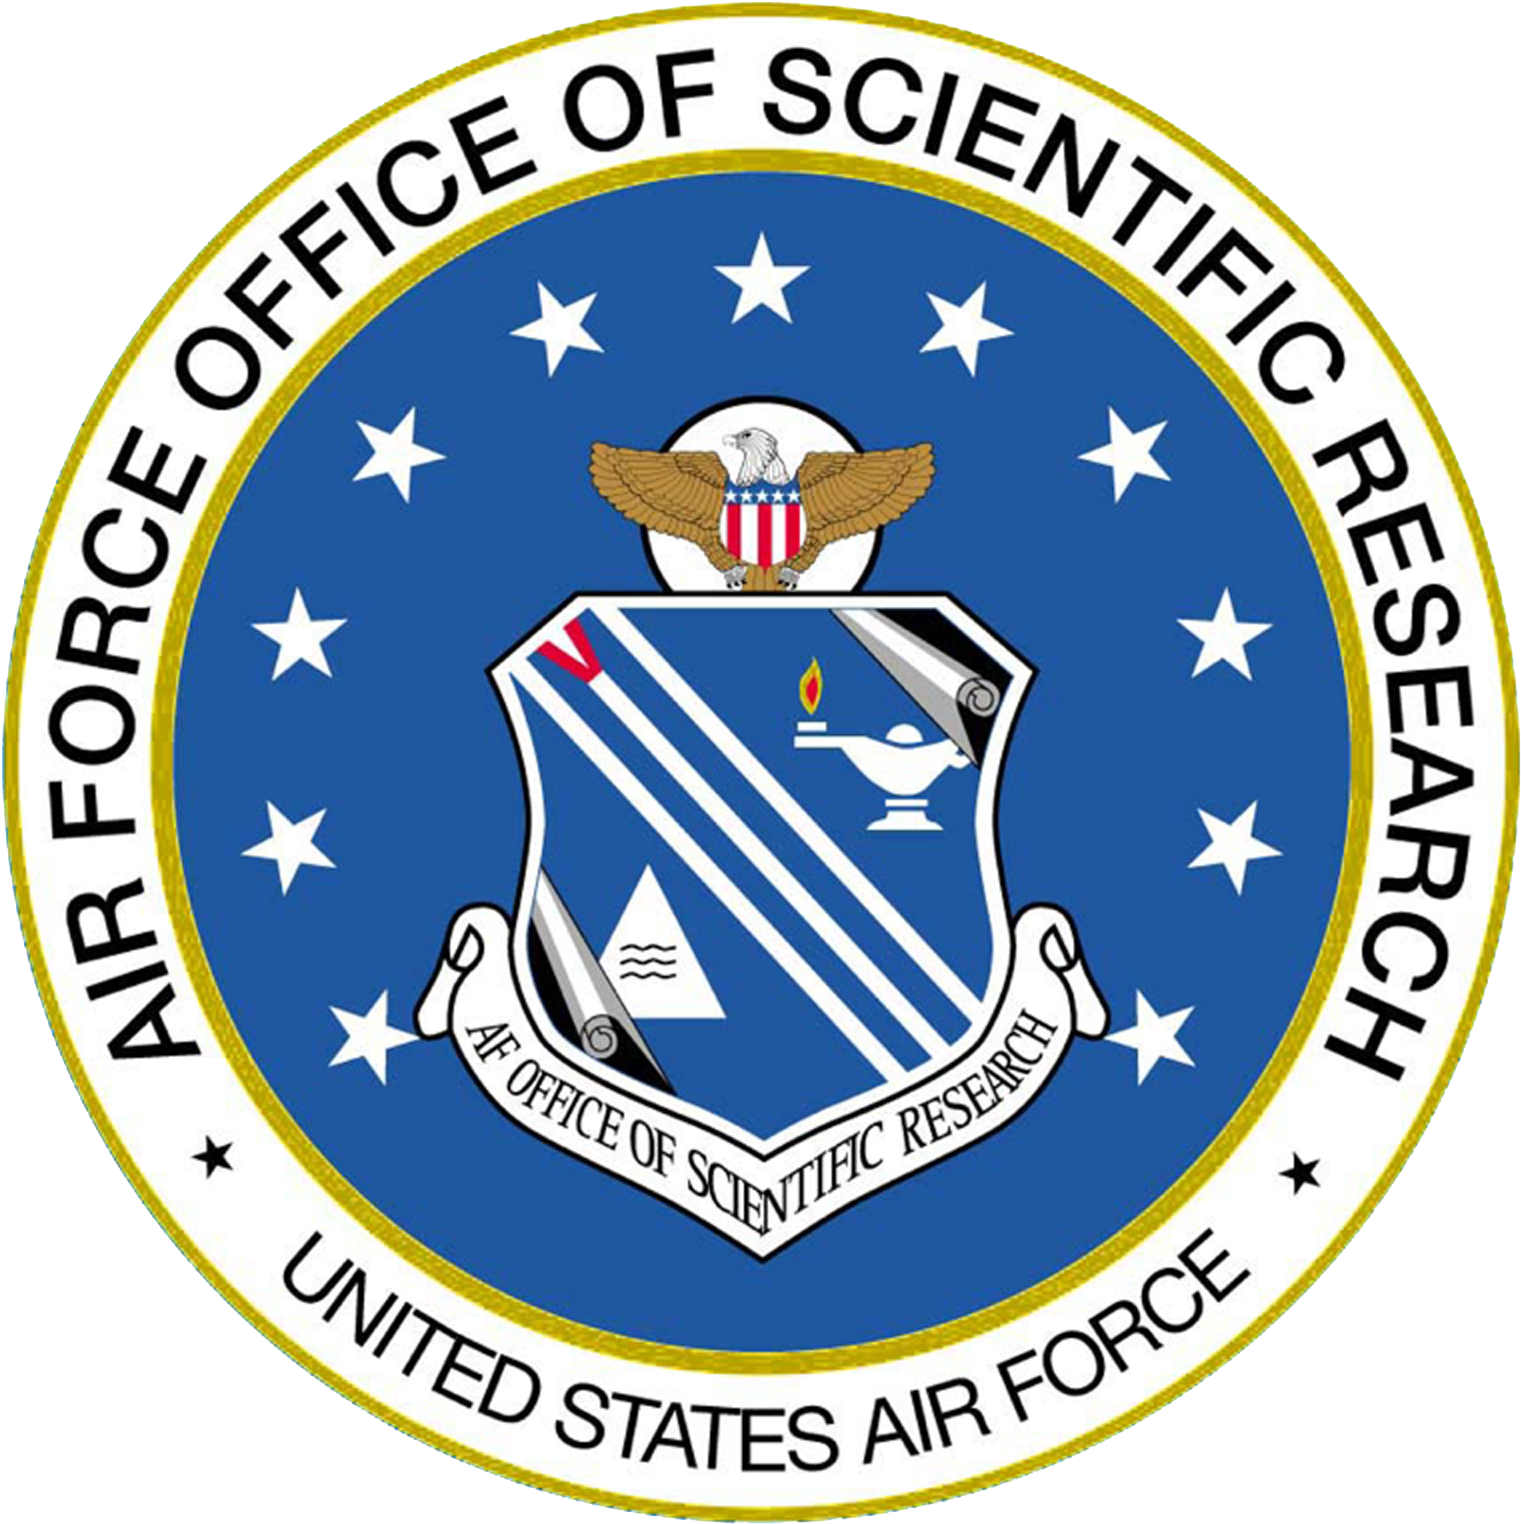 AIR FORCE OFFICE OF SCIENTIFIC RESEARCH
AF OFFICE OF SCIENTIFIC RESEARCH
UNITED STATES AIR FORCE